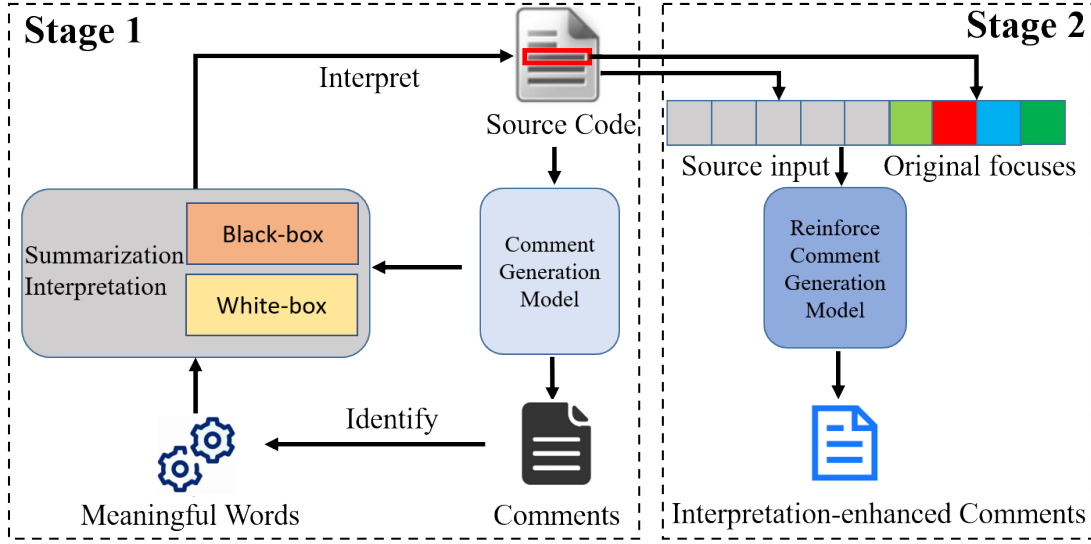 Stage 1
Stage 2
Interpret
Source Code
Source input
Original focuses
Summarization
Interpretation
Black-box
White-box
Comment
Generation
Model
Reinforce
Comment
Generation
Model
Identify
Meaningful Words
Comments
Interpretation-enhanced Comments